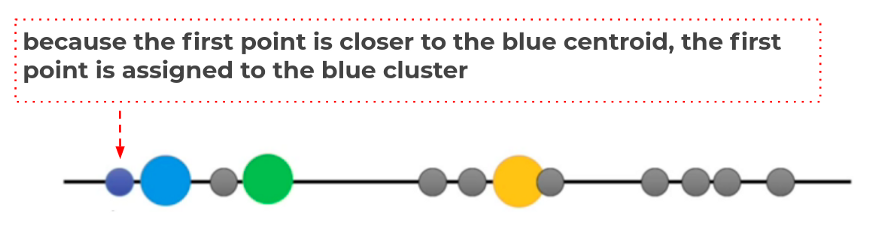 because the first point is closer to the blue centroid, the first
point is assigned to the blue cluster